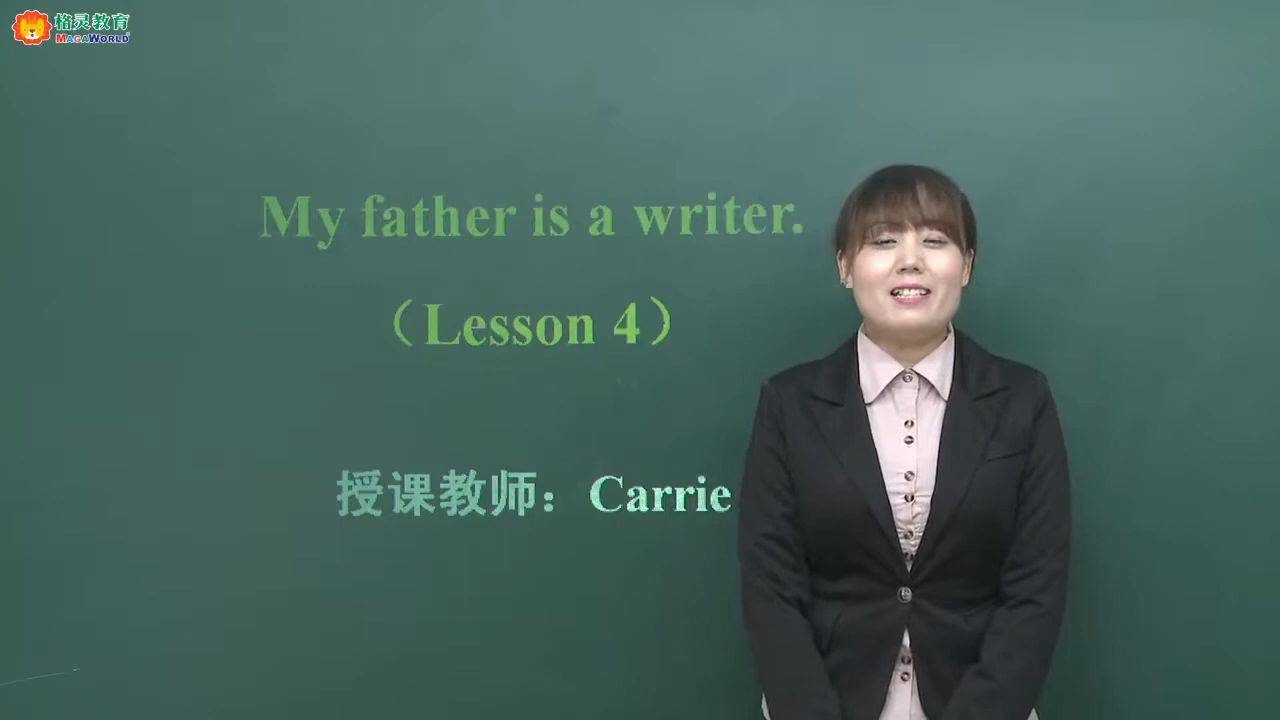 格灵教育
MAGAWORLD
My father is a writer.
（Lesson 4）
授课教师：Carrie